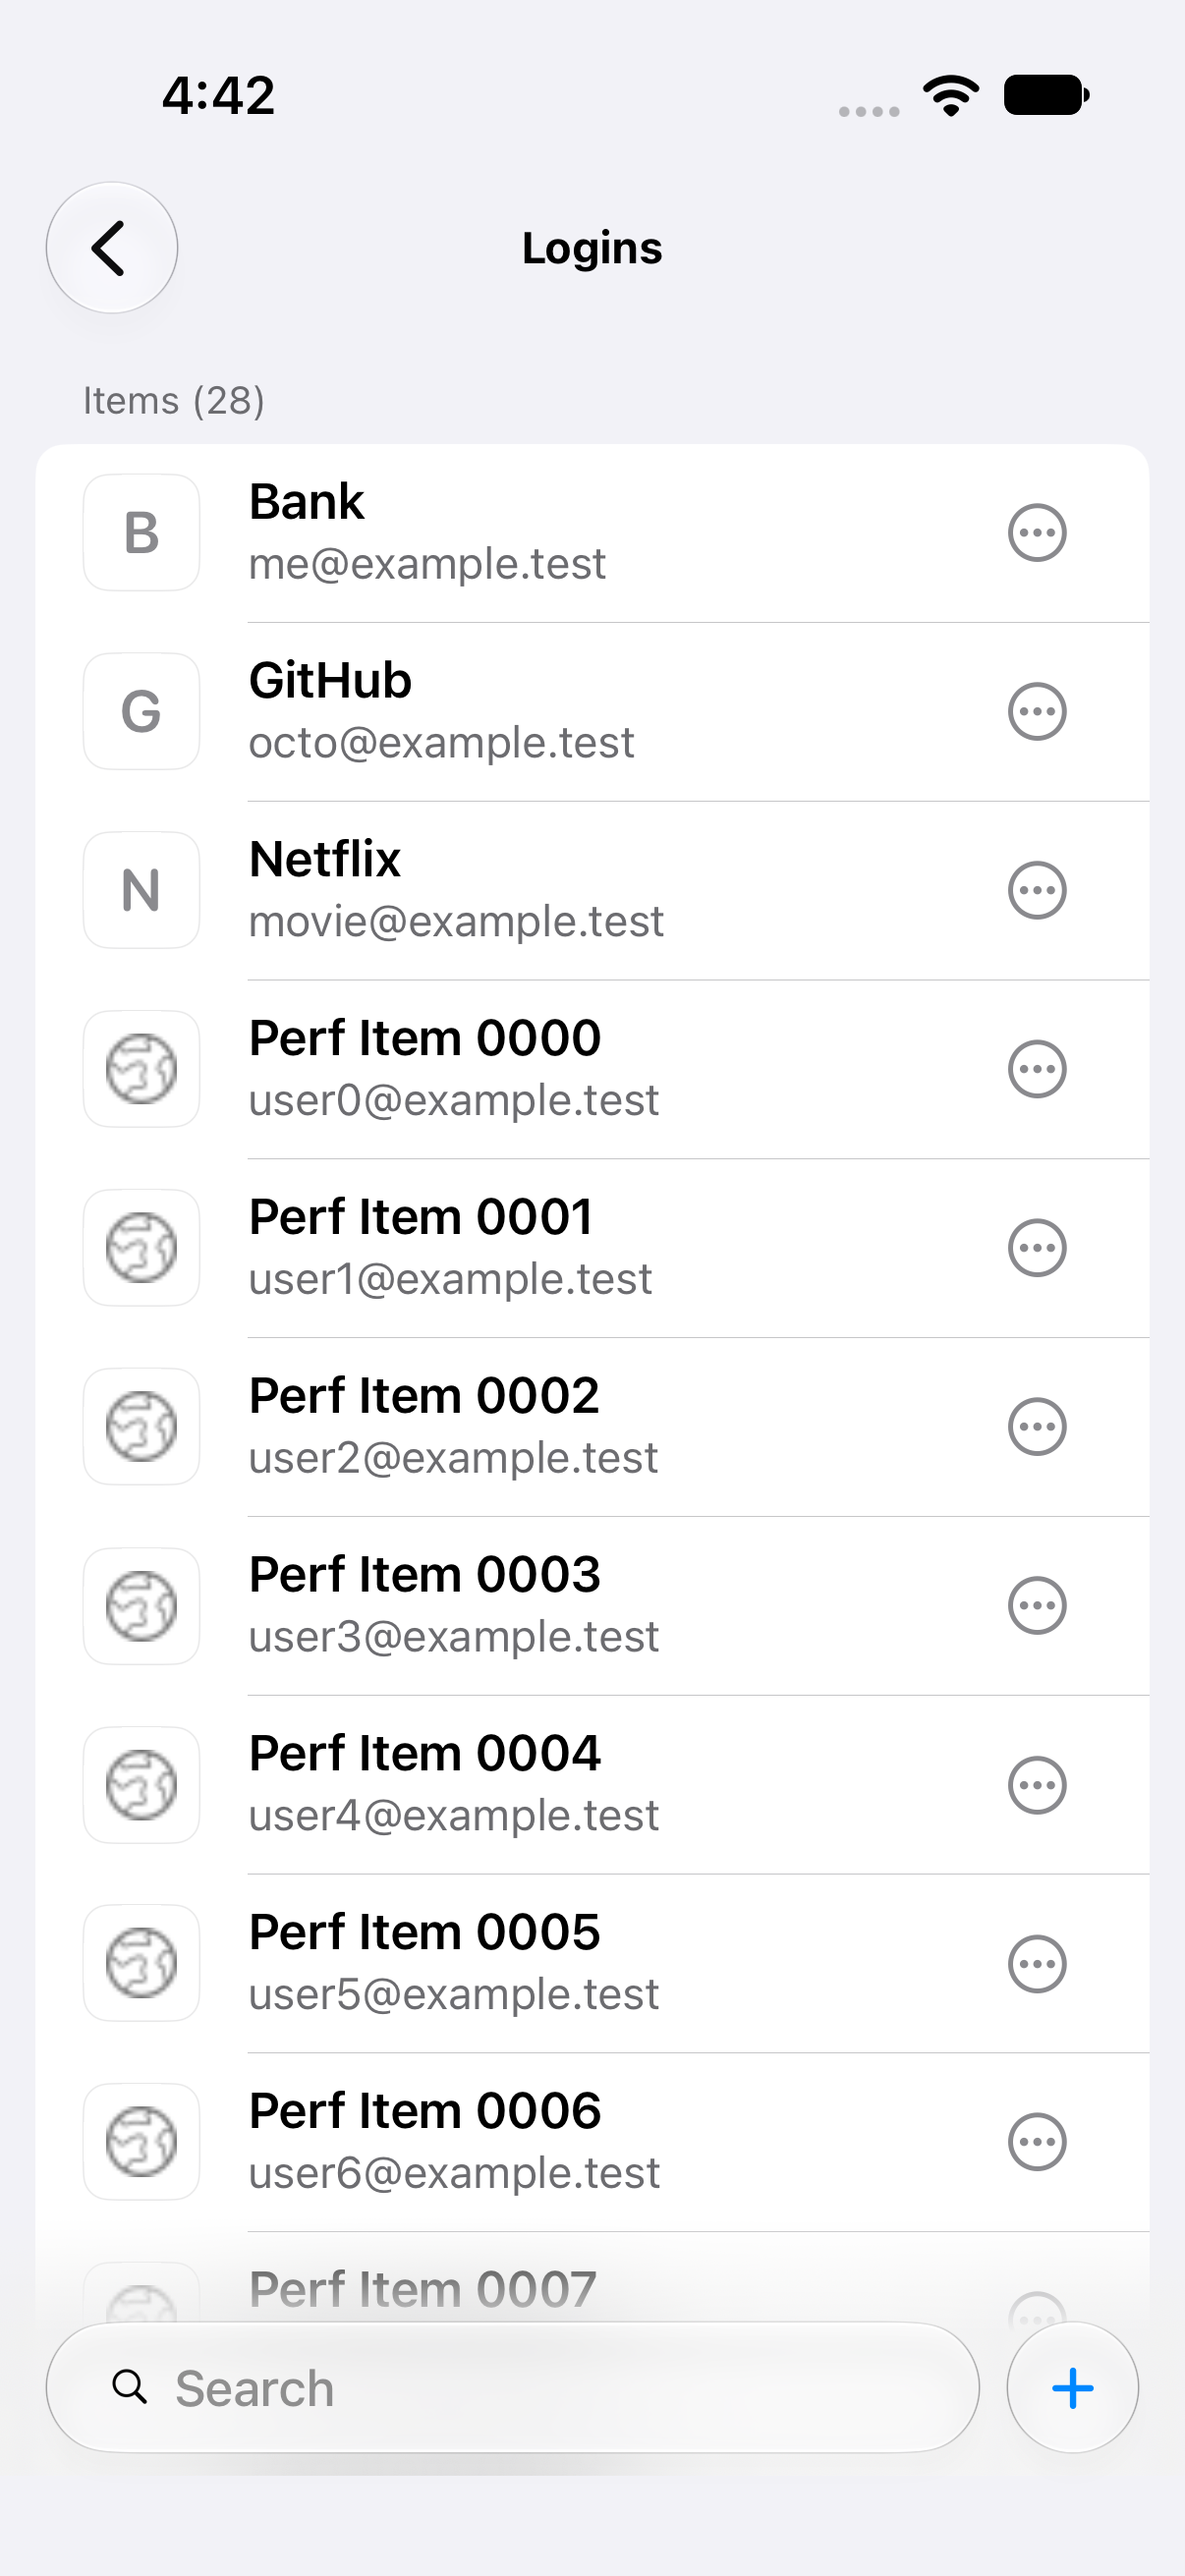 4:42
Logins
Items (28)
B
Bank
me@example.test
G
GitHub
octo@example.test
N
Netflix
movie@example.test
Perf Item 0000
user0@example.test
Perf Item 0001
user1@example.test
Perf Item 0002
user2@example.test
Perf Item 0003
user3@example.test
Perf Item 0004
user4@example.test
Perf Item 0005
user5@example.test
Perf Item 0006
user6@example.test
Perf Item 0007
Search